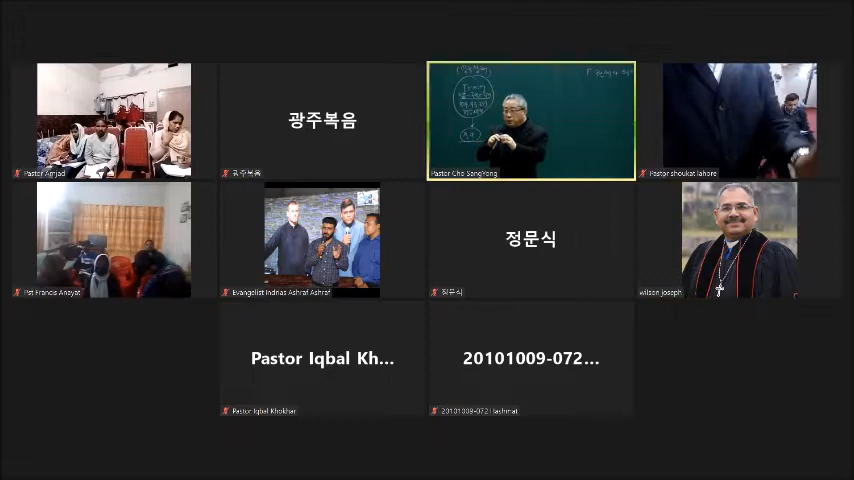 Pastor Amjad
광주복음
광주복음
Pastor Cho SangYong
Pastor shoukat lahore
Pst Francis Anayat
Evangelist Indrias Ashraf Ashraf
정문식
정문식
wilson joseph
Pastor Iqbal Kh...
Pastor Iqbal Khokhar
20101009-072...
20101009-072 Hashmat